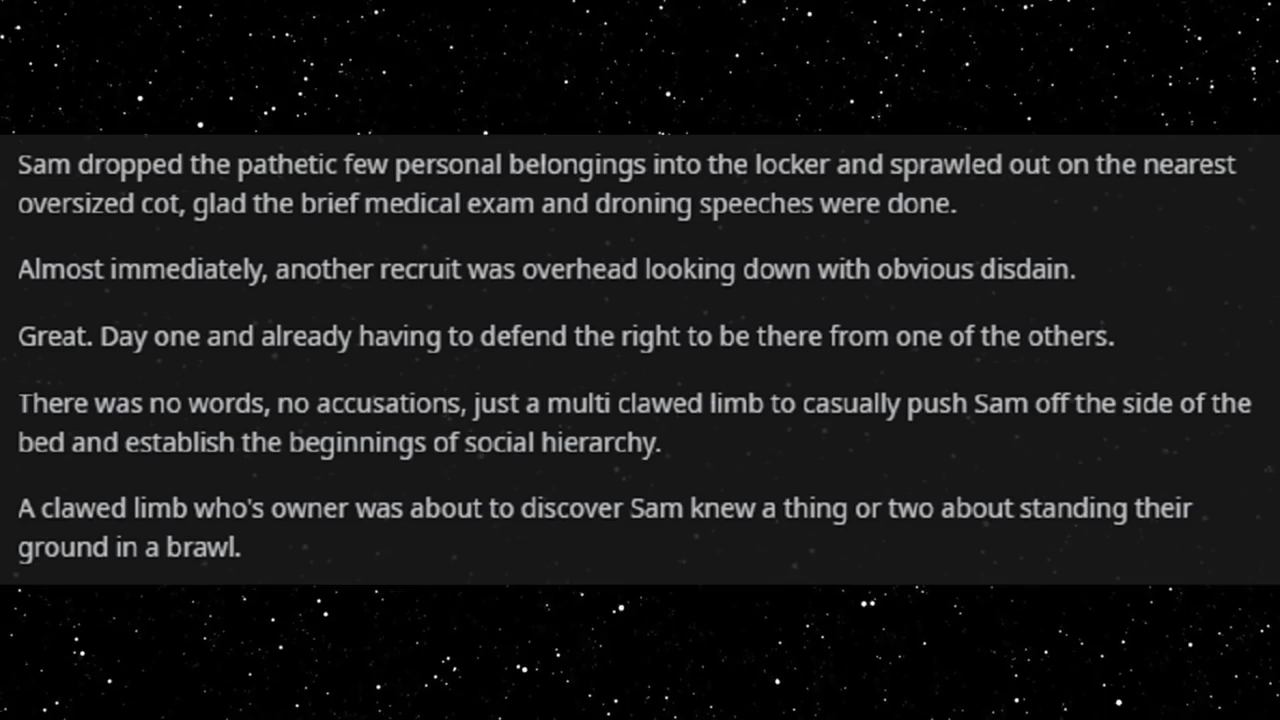 Sam dropped the pathetic few personal belongings into the locker and sprawled out on the nearest
oversized cot, glad the brief medical exam and droning speeches were done.
Almost immediately, another recruit was overhead looking down with obvious disdain.
Great. Day one and already having to defend the right to be there from one of the others.
There was no words, no accusations, just a multi clawed limb to casually push Sam off the side of the
bed and establish the beginnings of social hierarchy.
A clawed limb who's owner was about to discover Sam knew a thing or two about standing their
ground in a brawl.